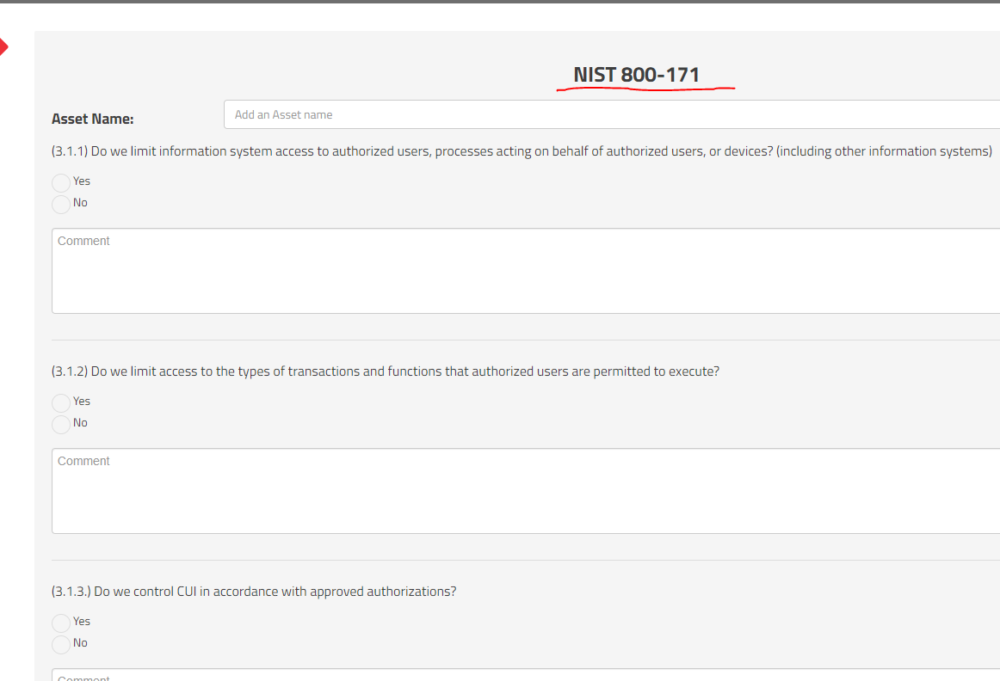 NIST 800-171
Asset Name:
Add an Asset name
(3.1.1) Do we limit information system access to authorized users, processes acting on behalf of authorized users, or devices? (including other information systems)
Yes
No
Comment
(3.1.2) Do we limit access to the types of transactions and functions that authorized users are permitted to execute?
Yes
No
Comment
(3.1.3.) Do we control CUI in accordance with approved authorizations?
Yes
No
Comment